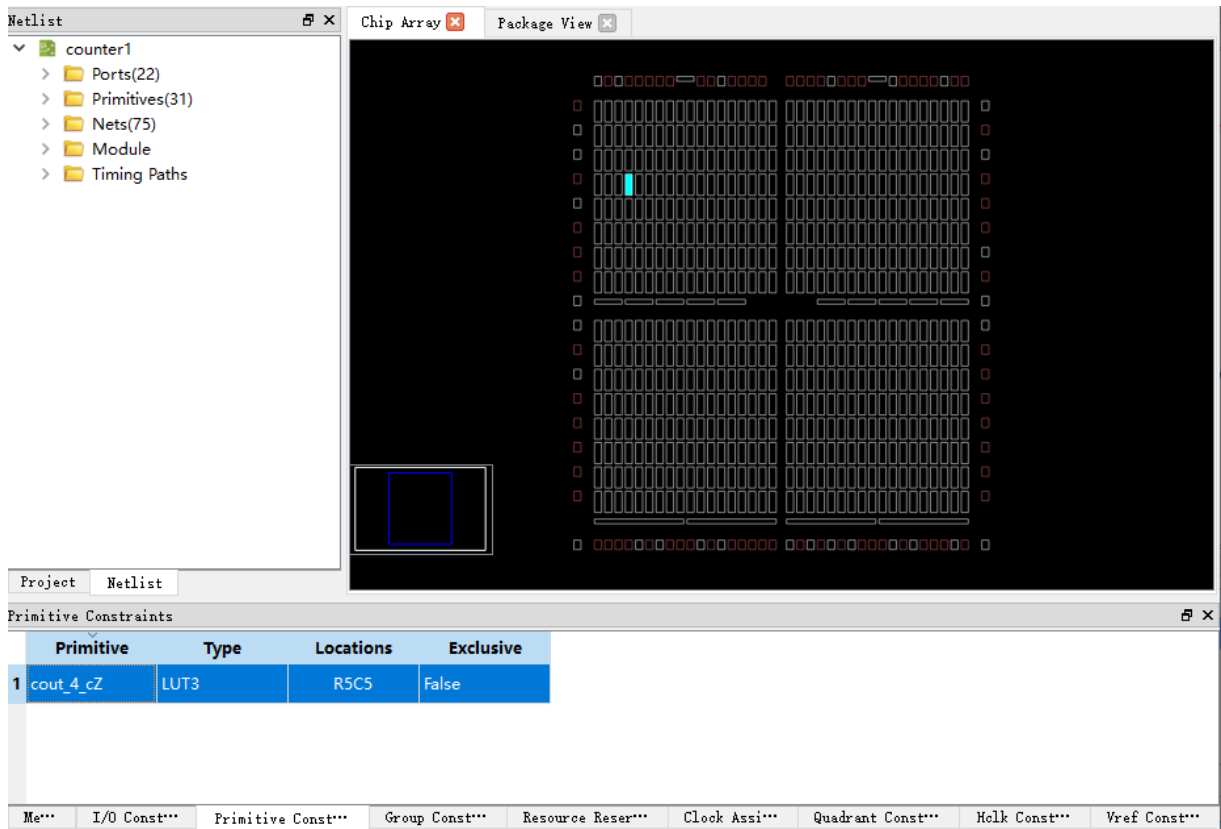 Netlist
Chip Array
Package View
counter1
Ports(22)
Primitives(31)
Nets(75)
Module
Timing Paths
Project
Netlist
Primitive Constraints
Primitive Type Locations Exclusive
1 cout_4_cZ LUT3 R5C5 False
Me··· I/O Const··· Primitive Const··· Group Const··· Resource Reser··· Clock Assi··· Quadrant Const··· Hclk Const··· Vref Const···